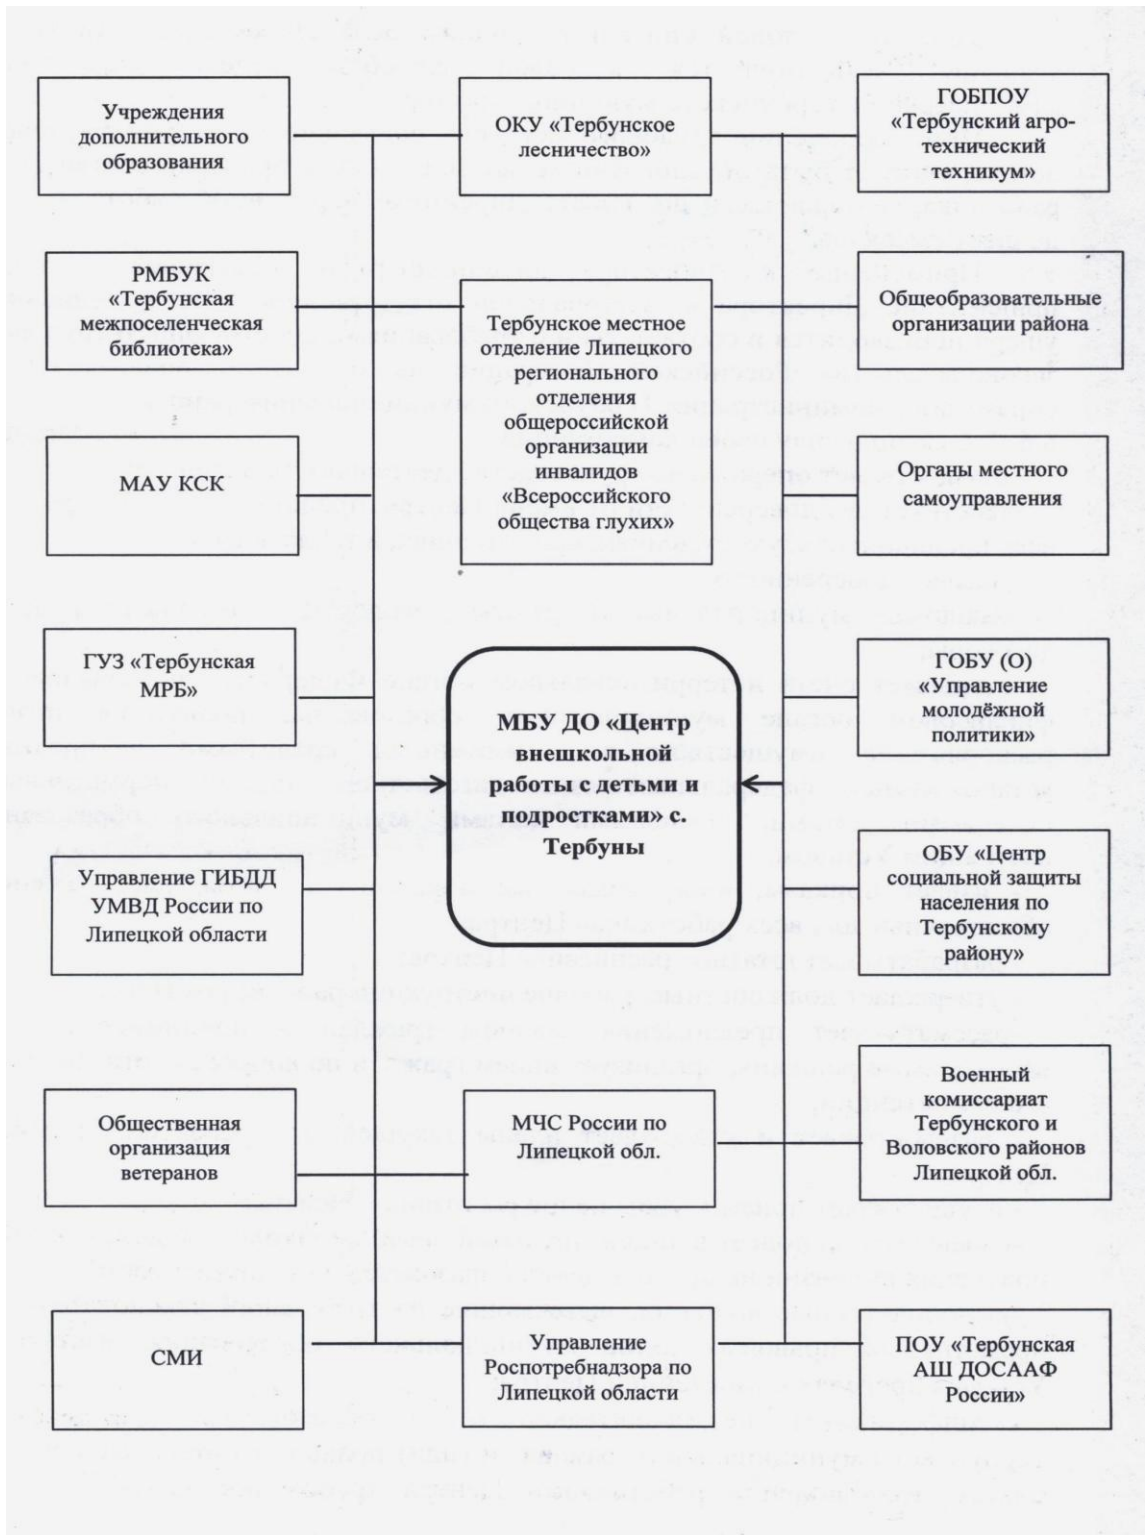 Учреждения
дополнительного
образования
ОКУ «Тербунское
лесничество»
ГОБПОУ
«Тербунский агро-
технический
техникум»
РМБУК
«Тербунская
межпоселенческая
библиотека»
Тербунское местное
отделение Липецкого
регионального
отделения
общероссийской
организации
инвалидов
«Всероссийского
общества глухих»
Общеобразовательные
организации района
МАУ КСК
Органы местного
самоуправления
ГУЗ «Тербунская
МРБ»
МБУ ДО «Центр
внешкольной
работы с детьми и
подростками» с.
Тербуны
ГОБУ (О)
«Управление
молодёжной
политики»
Управление ГИБДД
УМВД России по
Липецкой области
ОБУ «Центр
социальной защиты
населения по
Тербунскому
району»
Общественная
организация
ветеранов
МЧС России по
Липецкой обл.
Военный
комиссариат
Тербунского и
Воловского районов
Липецкой обл.
СМИ
Управление
Роспотребнадзора по
Липецкой области
ПОУ «Тербунская
АШ ДОСААФ
России»